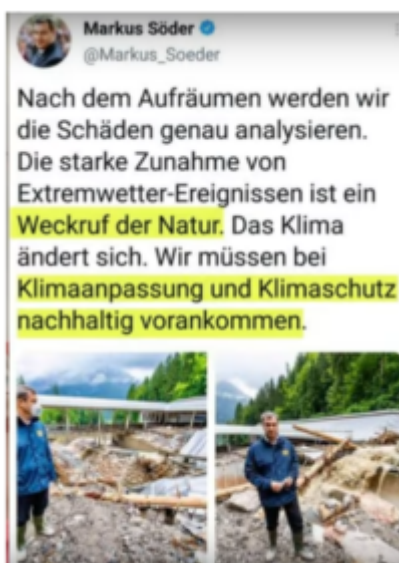 Markus Söder
@Markus_Soeder
Nach dem Aufräumen werden wir
die Schäden genau analysieren.
Die starke Zunahme von
Extremwetter-Ereignissen ist ein
Weckruf der Natur. Das Klima
ändert sich. Wir müssen bei
Klimaanpassung und Klimaschutz
nachhaltig vorankommen.